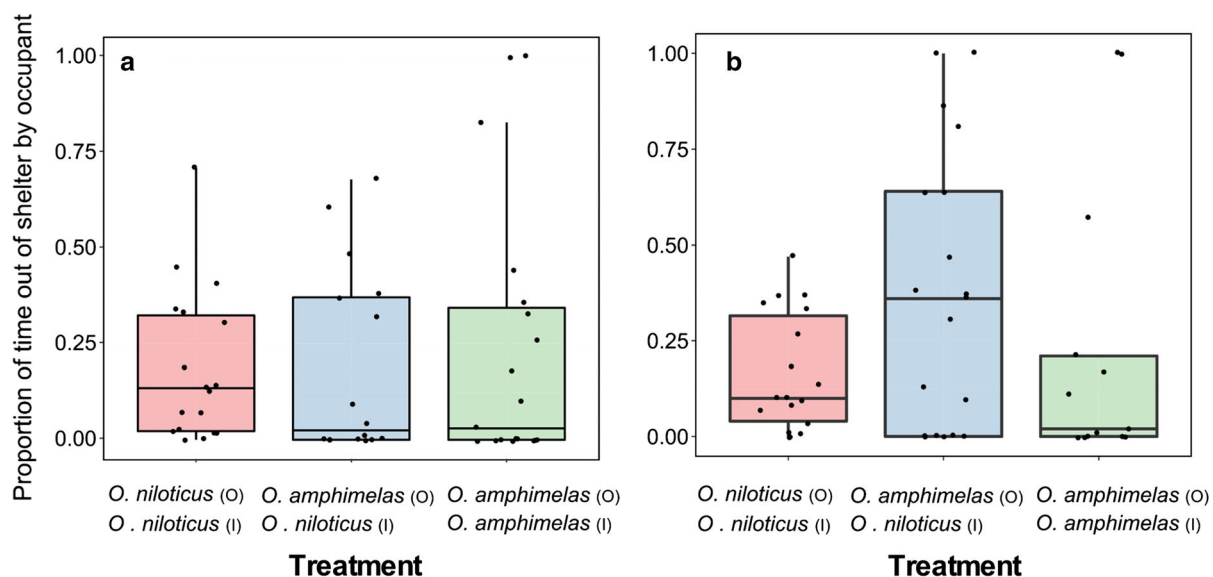 Proportion of time out of shelter by occupant
a
1.00
0.75
0.50
0.25
0.00
O. niloticus (O) O. amphimelas (O) O. amphimelas (O)
O . niloticus (I) O . niloticus (I) O. amphimelas (I)
Treatment
b
1.00
0.75
0.50
0.25
0.00
O. niloticus (O) O. amphimelas (O) O. amphimelas (O)
O . niloticus (I) O . niloticus (I) O. amphimelas (I)
Treatment